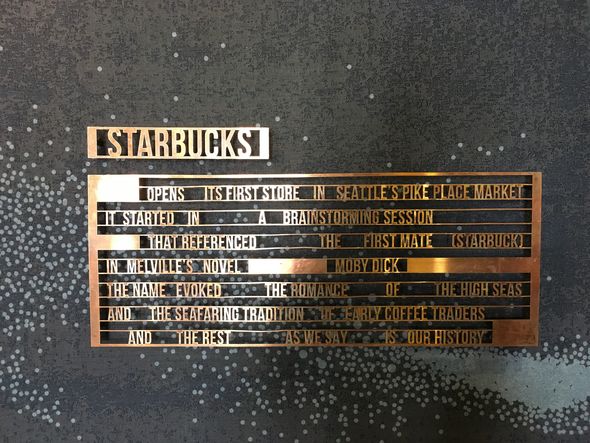 STARBUCKS
OPENS ITS FIRST STORE IN SEATTLE'S PIKE PLACE MARKET
IT STARTED IN A BRAINSTORMING SESSION
THAT REFERENCED THE FIRST MATE (STARBUCK)
IN MELVILLE'S NOVEL MOBY DICK
THE NAME EVOKED THE ROMANCE OF THE HIGH SEAS
AND THE SEAFARING TRADITION OF EARLY COFFEE TRADERS
AND THE REST AS WE SAY IS OUR HISTORY